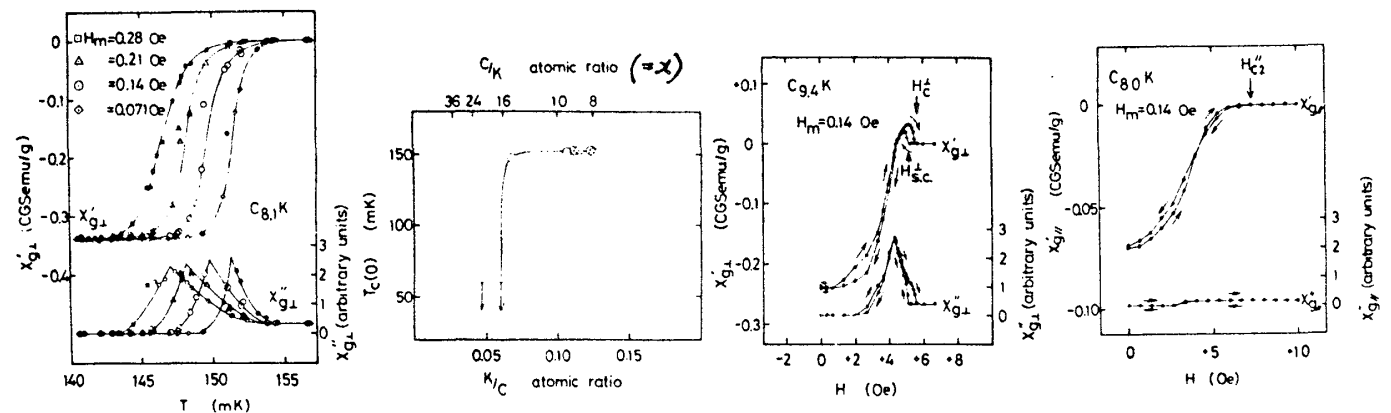 □ Hm=0.28 Oe
△ =0.21 Oe
○ =0.14 Oe
=0.071 Oe
0
-0.1
-0.2
-0.3
-0.4
χ'g⊥ (CGSemu/g)
C8.1K
χ'g⊥
χ''g⊥
3
2
1
0
χ''g⊥ (arbitrary units)
140 145 150 155
T (mK)
C/K atomic ratio (=x)
36 24 16 10 8
150
100
50
Tc(0) (mK)
0.05 0.10 0.15
K/C atomic ratio
+0.1
0
-0.1
-0.2
-0.3
χ'g⊥ (CGSemu/g)
C9.4K
Hm=0.14 Oe
Hc⊥
χ'g⊥
Hs.c.⊥
χ''g⊥
3
2
1
0
χ''g⊥ (arbitrary units)
-2 0 +2 +4 +6 +8
H (Oe)
0
-0.05
-0.10
χ'g// (CGSemu/g)
C8.0K
Hm=0.14 Oe
Hc2''
χ'g//
χ''g//
3
2
1
0
χ''g// (arbitrary units)
0 +5 +10
H (Oe)